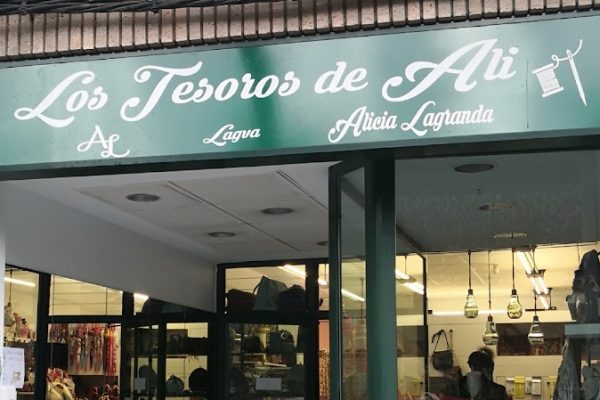 Los Tesoros de Ali
AL Lagva Alicia Lagranda